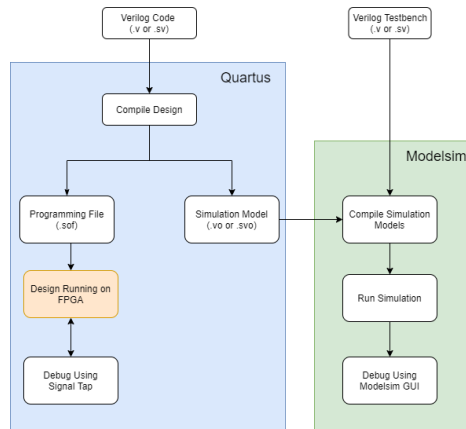 Verilog Code
(.v or .sv)
Verilog Testbench
(.v or .sv)
Quartus
Compile Design
Modelsim
Programming File
(.sof)
Simulation Model
(.vo or .svo)
Compile Simulation
Models
Design Running on
FPGA
Run Simulation
Debug Using
Signal Tap
Debug Using
Modelsim GUI